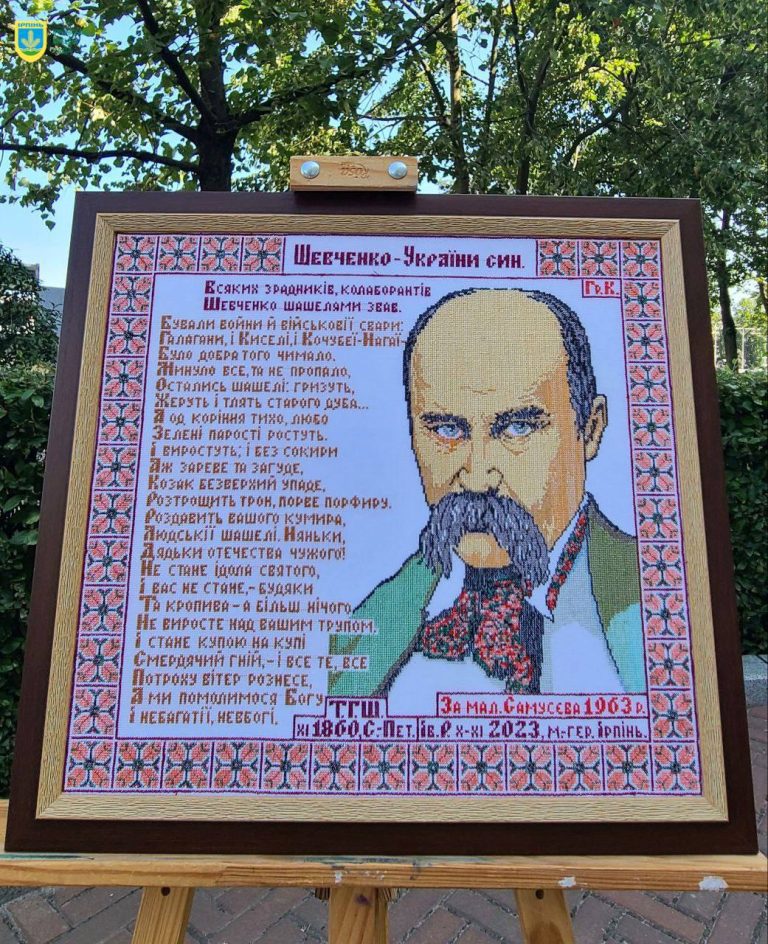 ІРПІНЬ
Шевченко-України син.
Гр.К.
Всяких зрадників, колаборантів
Шевченко шашелями звав.
Бували войни й військовії свари:
Галагани, і Киселі, і Кочубеї-Нагаї-
Було добра того чимало.
Минуло все, та не пропало,
Остались шашелі: гризуть,
Жеруть і тлять старого дуба...
А од коріння тихо, любо
Зелені парості ростуть.
І виростуть; і без сокири
Аж зареве та загуде,
Козак безверхий упаде,
Розтрощить трон, порве порфиру.
Роздавить вашого кумира,
Людськії шашелі. Няньки,
Дядьки отечества чужого!
Не стане ідола святого,
І вас не стане,- будяки
Та кропива-а більш нічого
Не виросте над вашим трупом.
І стане купою на купі
Смердячий гній,-і все те, все
Потроху вітер рознесе,
А ми помолимося Богу
І небагатії, невбогі.
ТГШ.
За мал. Самусєва 1963 р.
XI 1860, С-Пет. ів.Р X-XI 2023, м.-гер. Ірпінь.